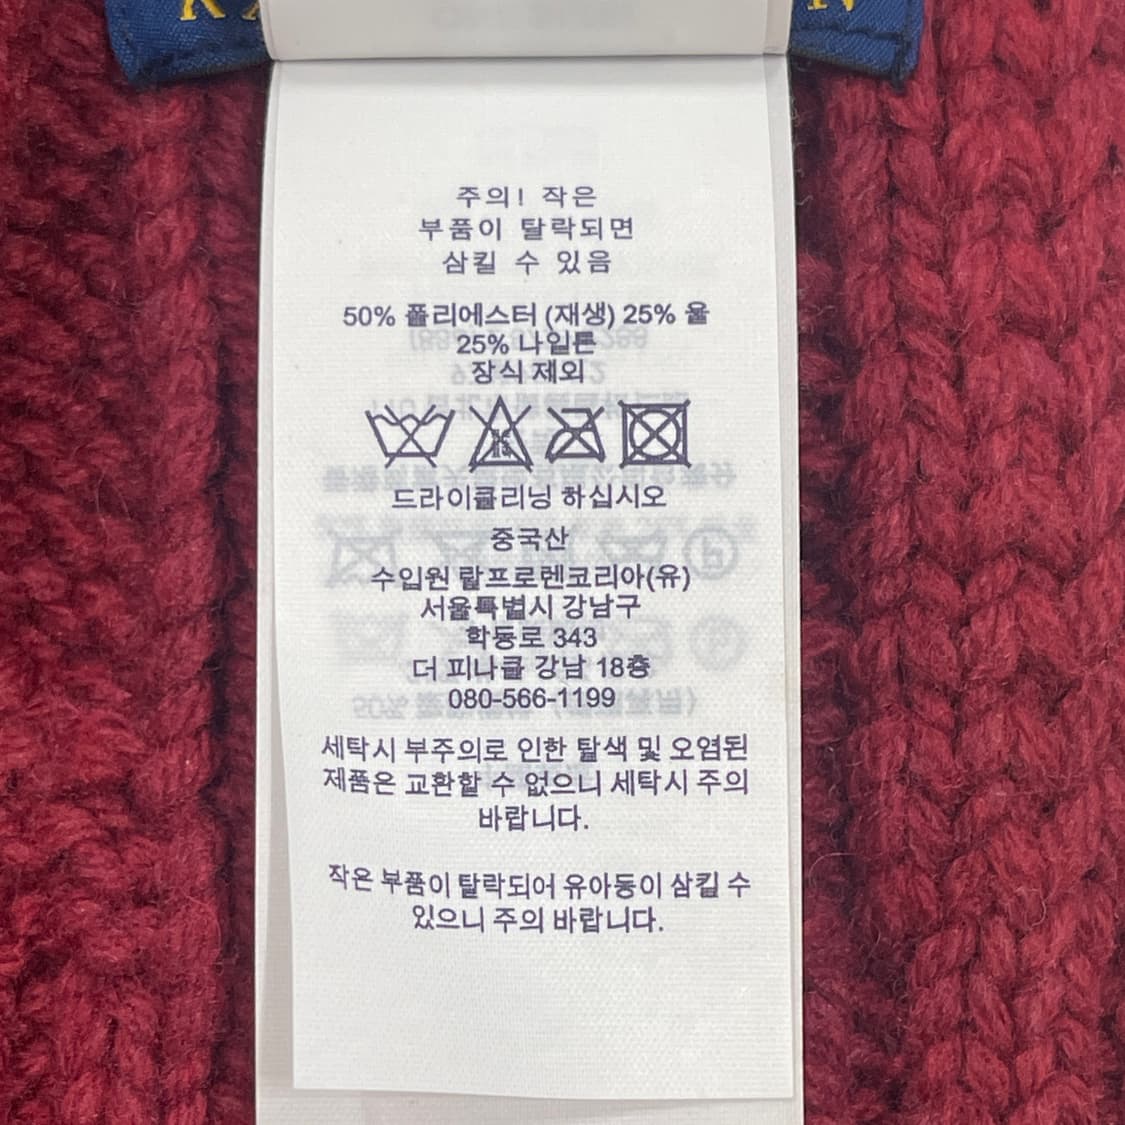 주의! 작은
부품이 탈락되면
삼킬 수 있음
50% 폴리에스터 (재생) 25% 울
25% 나일론
장식 제외
드라이클리닝 하십시오
중국산
수입원 랄프로렌코리아(유)
서울특별시 강남구
학동로 343
더 피나클 강남 18층
080-566-1199
세탁시 부주의로 인한 탈색 및 오염된
제품은 교환할 수 없으니 세탁시 주의
바랍니다.
작은 부품이 탈락되어 유아동이 삼킬 수
있으니 주의 바랍니다.